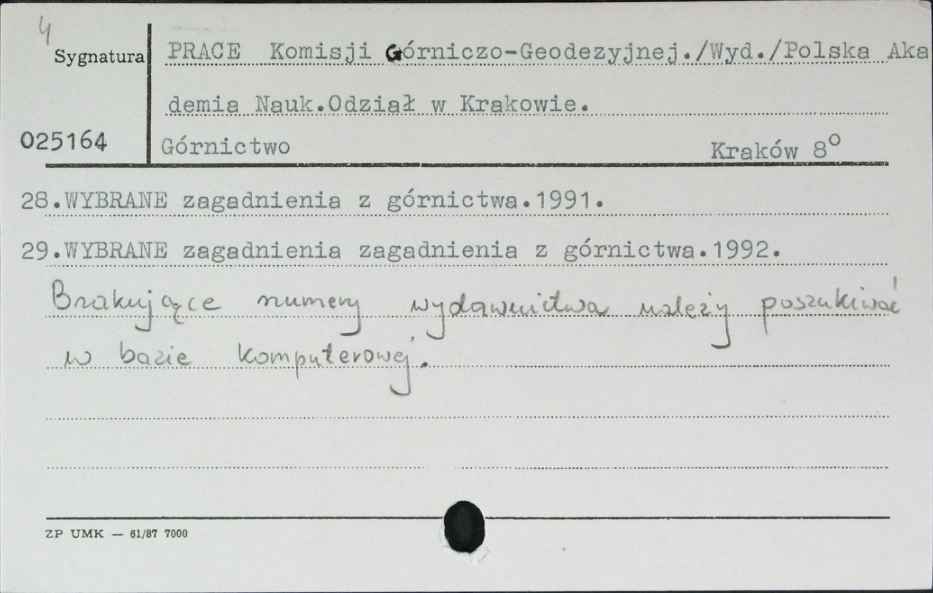 4
Sygnatura
PRACE Komisji Górniczo-Geodezyjnej./Wyd./Polska Aka
demia Nauk.Odział w Krakowie.
025164
Górnictwo Kraków 8°
28.WYBRANE zagadnienia z górnictwa.1991.
29.WYBRANE zagadnienia zagadnienia z górnictwa.1992.
Brakujące numery wydawnictwa należy poszukiwać
w bazie komputerowej.
ZP UMK — 61/87 7000